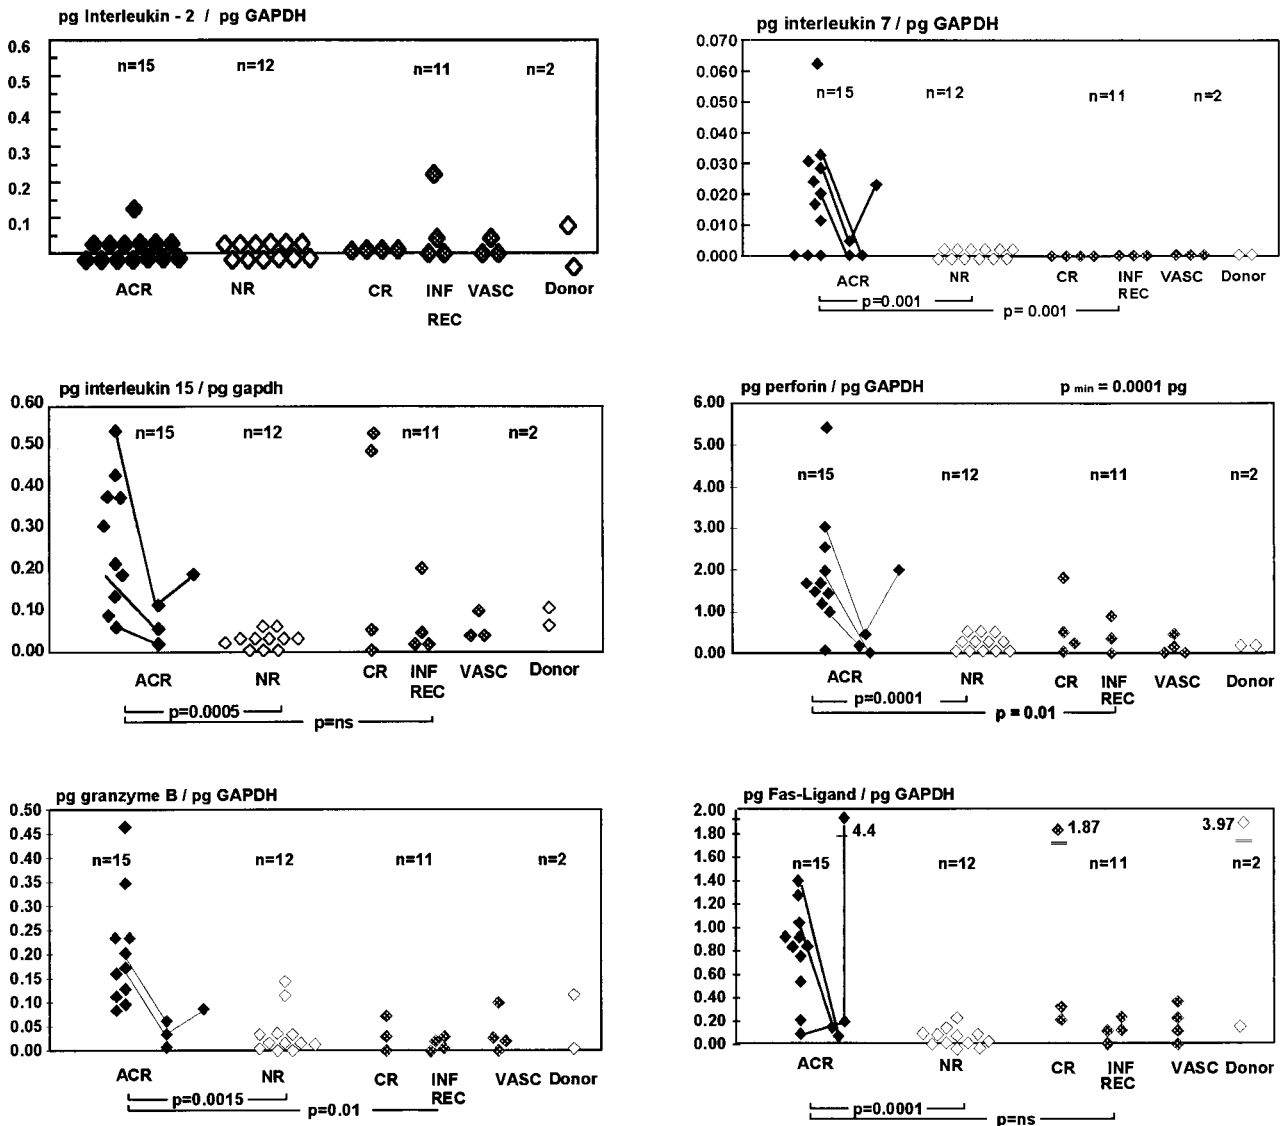 pg Interleukin - 2 / pg GAPDH
0.6
0.5
0.4
0.3
0.2
0.1
n=15
n=12
n=11
n=2
ACR
NR
CR
INF
REC
VASC
Donor
pg interleukin 7 / pg GAPDH
0.070
0.060
0.050
0.040
0.030
0.020
0.010
0.000
n=15
n=12
n=11
n=2
ACR
NR
CR
INF
REC
VASC
Donor
p=0.001
p= 0.001
pg interleukin 15 / pg gapdh
0.60
0.50
0.40
0.30
0.20
0.10
0.00
n=15
n=12
n=11
n=2
ACR
NR
CR
INF
REC
VASC
Donor
p=0.0005
p=ns
pg perforin / pg GAPDH
p min = 0.0001 pg
6.00
5.00
4.00
3.00
2.00
1.00
0.00
n=15
n=12
n=11
n=2
ACR
NR
CR
INF
REC
VASC
Donor
p=0.0001
p = 0.01
pg granzyme B / pg GAPDH
0.50
0.45
0.40
0.35
0.30
0.25
0.20
0.15
0.10
0.05
0.00
n=15
n=12
n=11
n=2
ACR
NR
CR
INF
REC
VASC
Donor
p=0.0015
p=0.01
pg Fas-Ligand / pg GAPDH
2.00
1.80
1.60
1.40
1.20
1.00
0.80
0.60
0.40
0.20
0.00
4.4
1.87
3.97
n=15
n=12
n=11
n=2
ACR
NR
CR
INF
REC
VASC
Donor
p=0.0001
p=ns